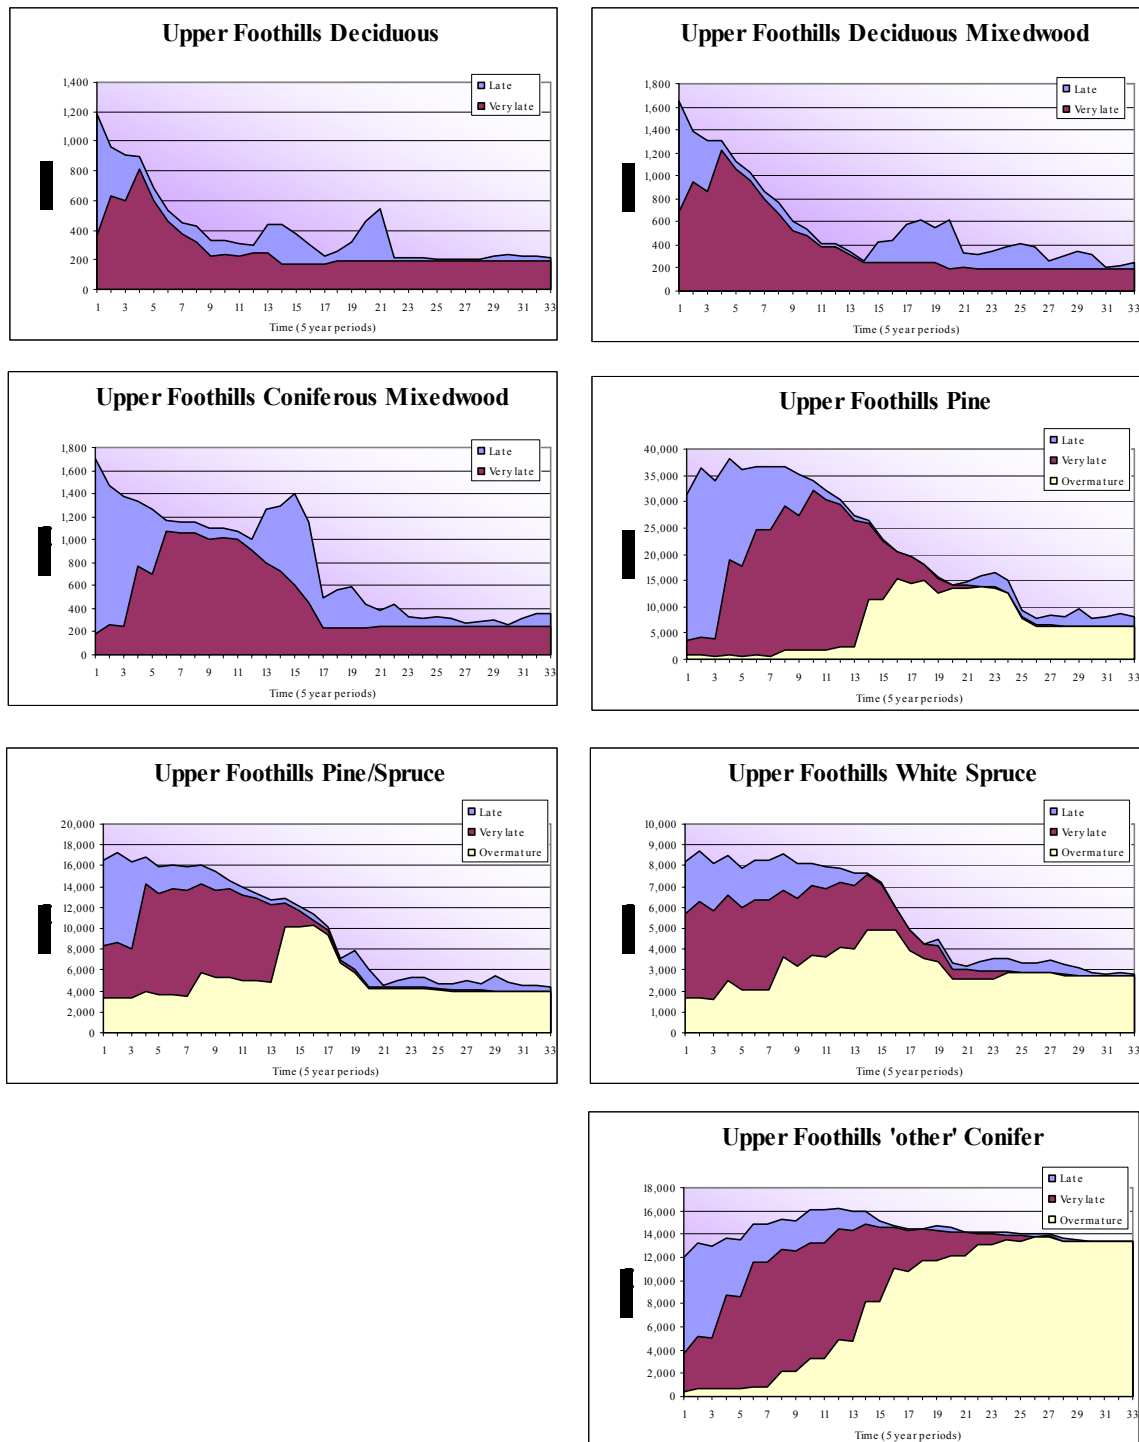 Upper Foothills Deciduous
1,400
1,200
1,000
800
600
400
200
0
Late
Very late
1 3 5 7 9 11 13 15 17 19 21 23 25 27 29 31 33
Time (5 year periods)
Upper Foothills Deciduous Mixedwood
1,800
1,600
1,400
1,200
1,000
800
600
400
200
0
Late
Very late
1 3 5 7 9 11 13 15 17 19 21 23 25 27 29 31 33
Time (5 year periods)
Upper Foothills Coniferous Mixedwood
1,800
1,600
1,400
1,200
1,000
800
600
400
200
0
Late
Very late
1 3 5 7 9 11 13 15 17 19 21 23 25 27 29 31 33
Time (5 year periods)
Upper Foothills Pine
40,000
35,000
30,000
25,000
20,000
15,000
10,000
5,000
0
Late
Very late
Overmature
1 3 5 7 9 11 13 15 17 19 21 23 25 27 29 31 33
Time (5 year periods)
Upper Foothills Pine/Spruce
20,000
18,000
16,000
14,000
12,000
10,000
8,000
6,000
4,000
2,000
0
Late
Very late
Overmature
1 3 5 7 9 11 13 15 17 19 21 23 25 27 29 31 33
Time (5 year periods)
Upper Foothills White Spruce
10,000
9,000
8,000
7,000
6,000
5,000
4,000
3,000
2,000
1,000
0
Late
Very late
Overmature
1 3 5 7 9 11 13 15 17 19 21 23 25 27 29 31 33
Time (5 year periods)
Upper Foothills 'other' Conifer
18,000
16,000
14,000
12,000
10,000
8,000
6,000
4,000
2,000
0
Late
Very late
Overmature
1 3 5 7 9 11 13 15 17 19 21 23 25 27 29 31 33
Time (5 year periods)